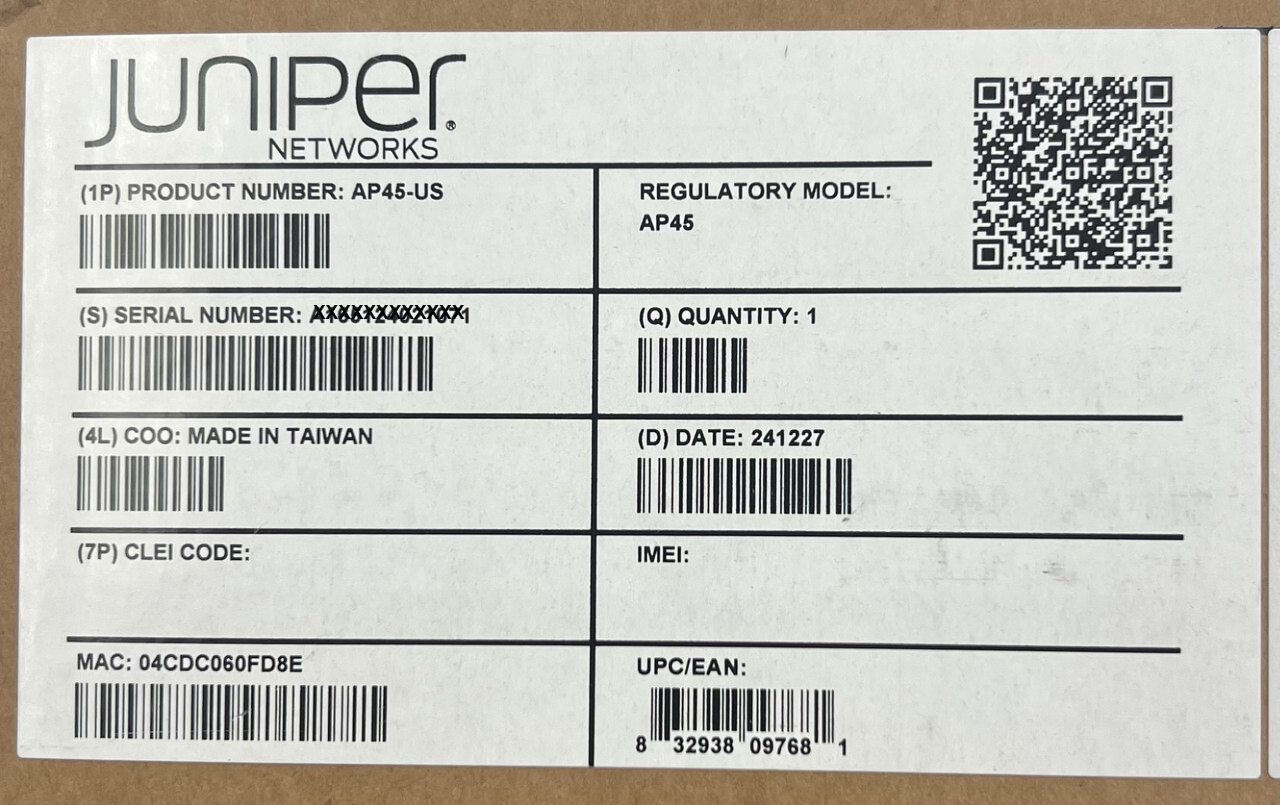 JUNIPER®
NETWORKS
(1P) PRODUCT NUMBER: AP45-US
REGULATORY MODEL:
AP45
(S) SERIAL NUMBER:
(Q) QUANTITY: 1
(4L) COO: MADE IN TAIWAN
(D) DATE: 241227
(7P) CLEI CODE:
IMEI:
MAC: 04CDC060FD8E
UPC/EAN:
8 32938 09768 1